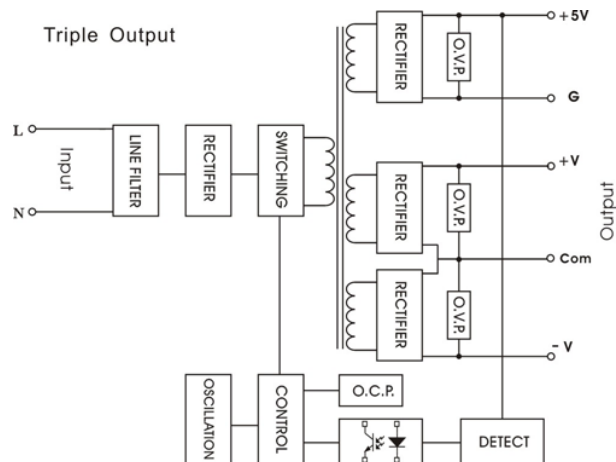 Triple Output
+5V
RECTIFIER
O.V.P.
G
L
Input
N
LINE FILTER
RECTIFIER
SWITCHING
+V
RECTIFIER
O.V.P.
Com
Output
RECTIFIER
O.V.P.
- V
OSCILLATION
CONTROL
O.C.P.
DETECT